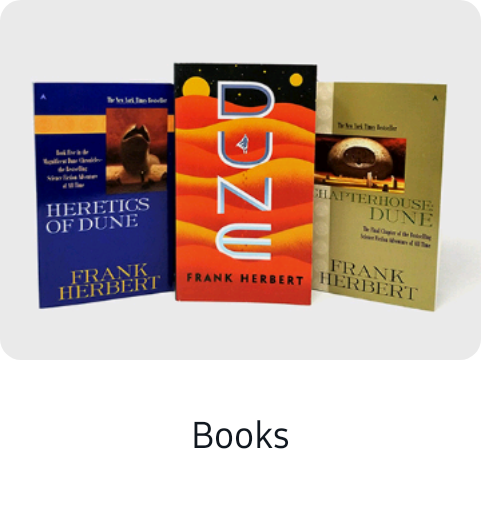 The New York Times Bestseller
Book Five in the
Magnificent Dune Chronicles—
the Bestselling
Science Fiction Adventure
of All Time
HERETICS
OF DUNE
FRANK
HERBERT
DUNE
FRANK HERBERT
The New York Times Bestseller
CHAPTERHOUSE:
DUNE
The Final Chapter of the Bestselling
Science Fiction Adventure of All Time
FRANK
HERBERT
Books